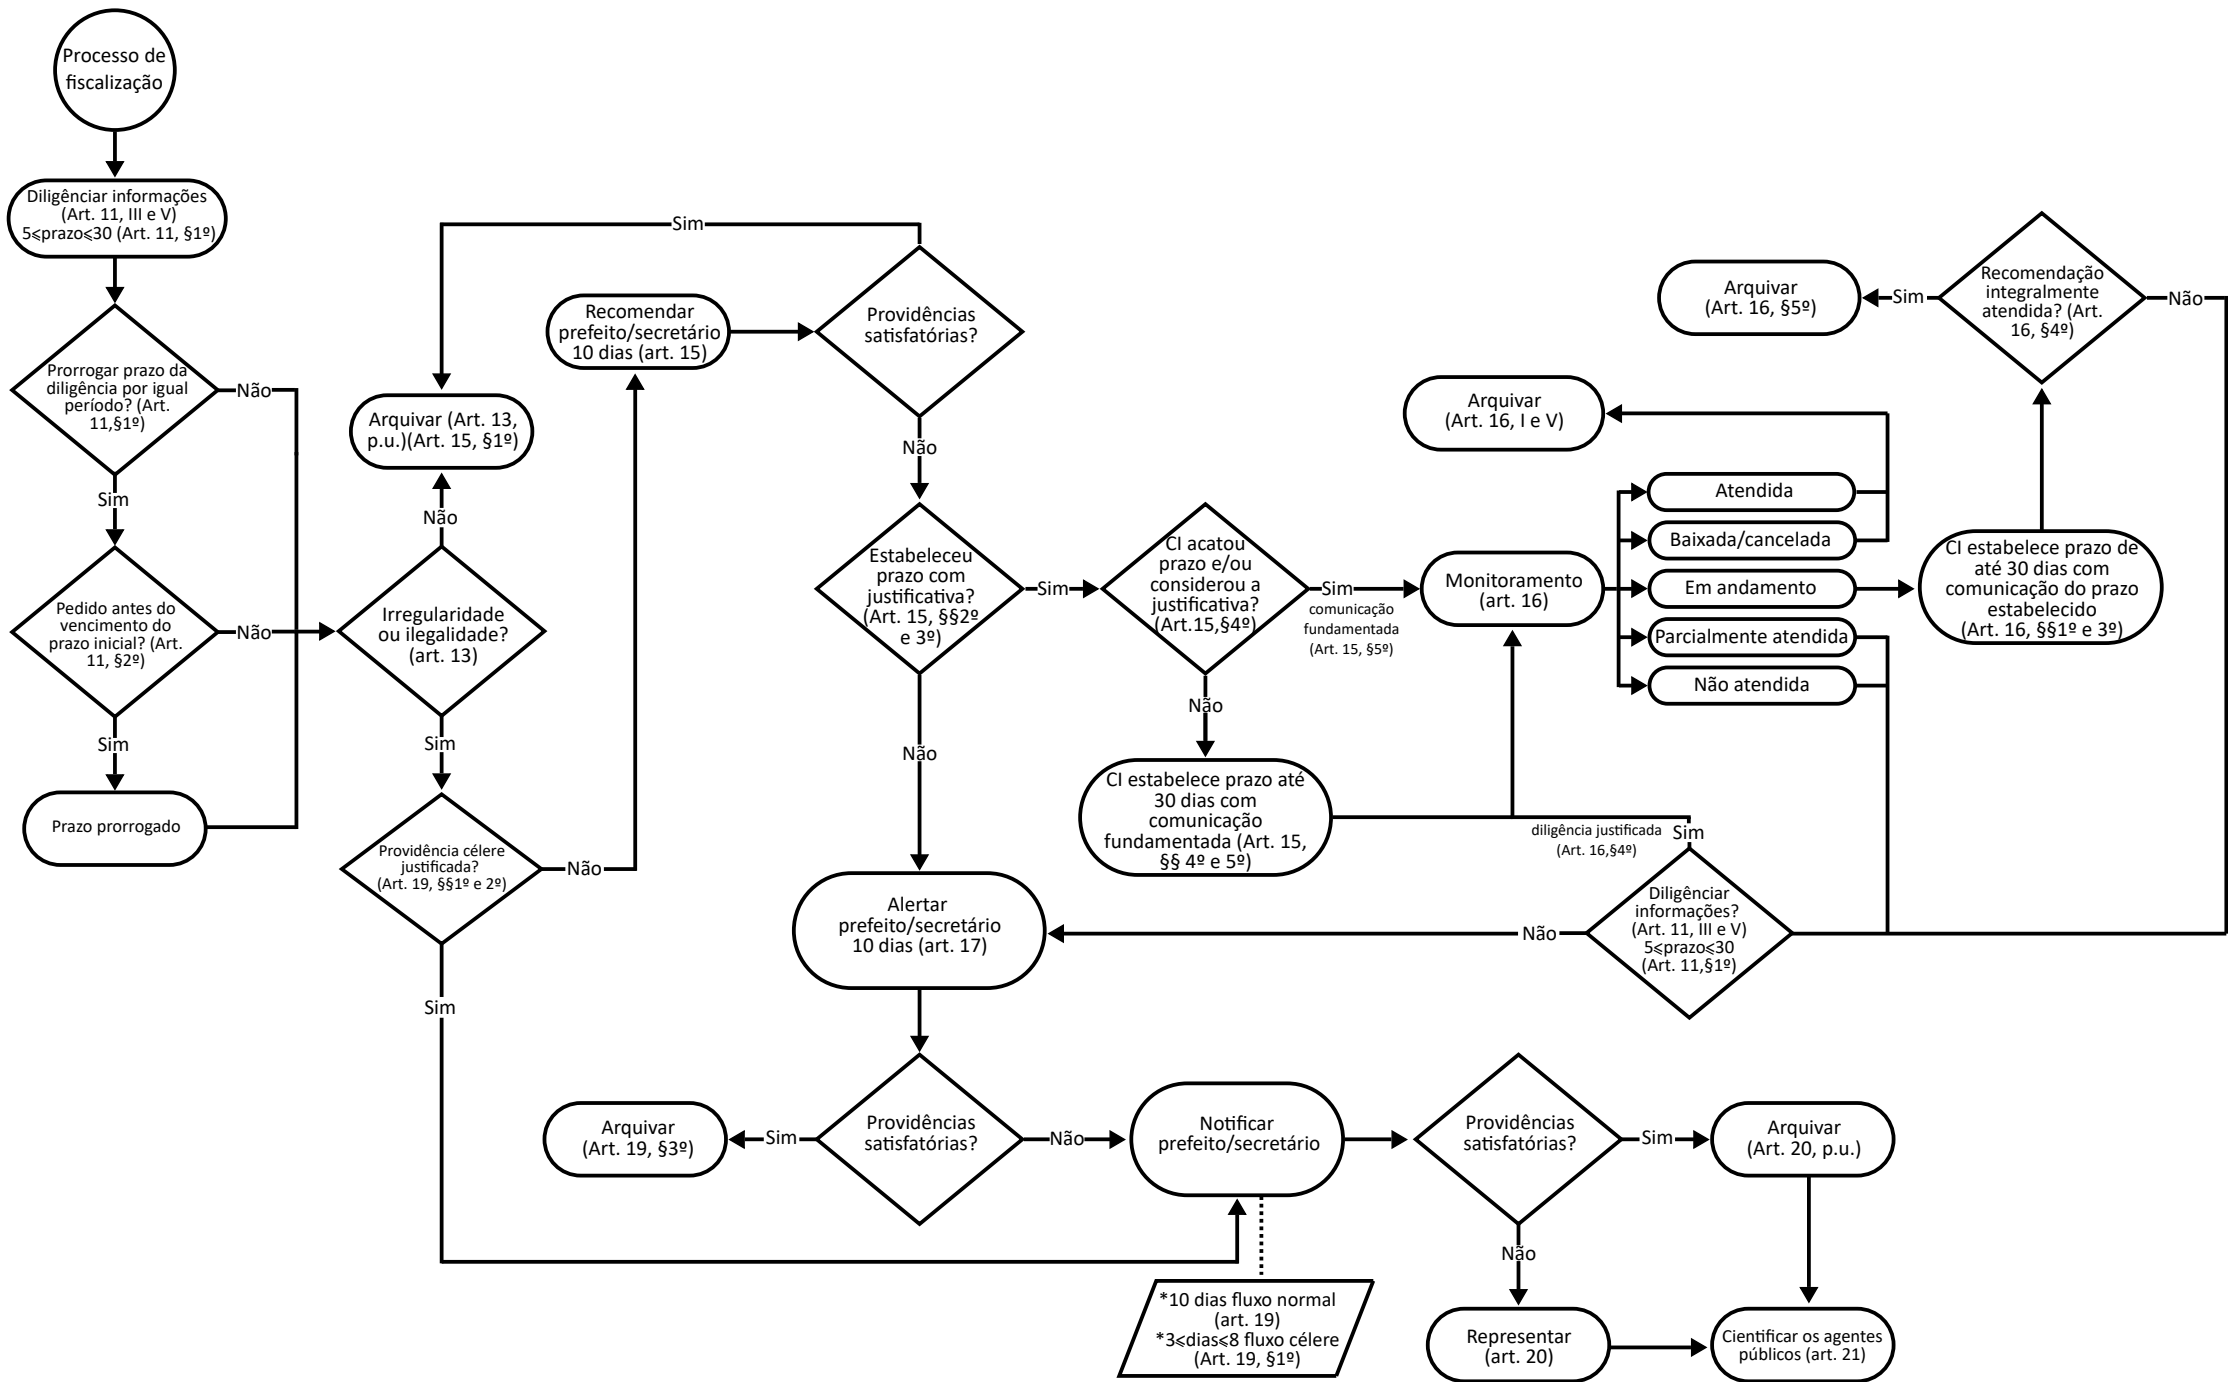 Processo de
fiscalização
Diligênciar informações
(Art. 11, III e V)
5⩽prazo⩽30 (Art. 11, §1º)
Prorrogar prazo da
diligência por igual
período? (Art.
11,§1º)
Não
Sim
Pedido antes do
vencimento do
prazo inicial? (Art.
11, §2º)
Não
Sim
Prazo prorrogado
Irregularidade
ou ilegalidade?
(art. 13)
Não
Arquivar (Art. 13,
p.u.)(Art. 15, §1º)
Sim
Providência célere
justificada?
(Art. 19, §§1º e 2º)
Não
Sim
Recomendar
prefeito/secretário
10 dias (art. 15)
Providências
satisfatórias?
Sim
Não
Estabeleceu
prazo com
justificativa?
(Art. 15, §§2º
e 3º)
Sim
Não
CI acatou
prazo e/ou
considerou a
justificativa?
(Art.15,§4º)
Sim
comunicação
fundamentada
(Art. 15, §5º)
Não
CI estabelece prazo até
30 dias com
comunicação
fundamentada (Art. 15,
§§ 4º e 5º)
Monitoramento
(art. 16)
Atendida
Baixada/cancelada
Em andamento
Parcialmente atendida
Não atendida
Arquivar
(Art. 16, I e V)
CI estabelece prazo de
até 30 dias com
comunicação do prazo
estabelecido
(Art. 16, §§1º e 3º)
Recomendação
integralmente
atendida? (Art.
16, §4º)
Sim
Não
Arquivar
(Art. 16, §5º)
Diligênciar
informações?
(Art. 11, III e V)
5⩽prazo⩽30
(Art. 11,§1º)
Sim
diligência justificada
(Art. 16,§4º)
Não
Alertar
prefeito/secretário
10 dias (art. 17)
Providências
satisfatórias?
Sim
Arquivar
(Art. 19, §3º)
Não
Notificar
prefeito/secretário
*10 dias fluxo normal
(art. 19)
*3⩽dias⩽8 fluxo célere
(Art. 19, §1º)
Providências
satisfatórias?
Sim
Arquivar
(Art. 20, p.u.)
Não
Representar
(art. 20)
Cientificar os agentes
públicos (art. 21)